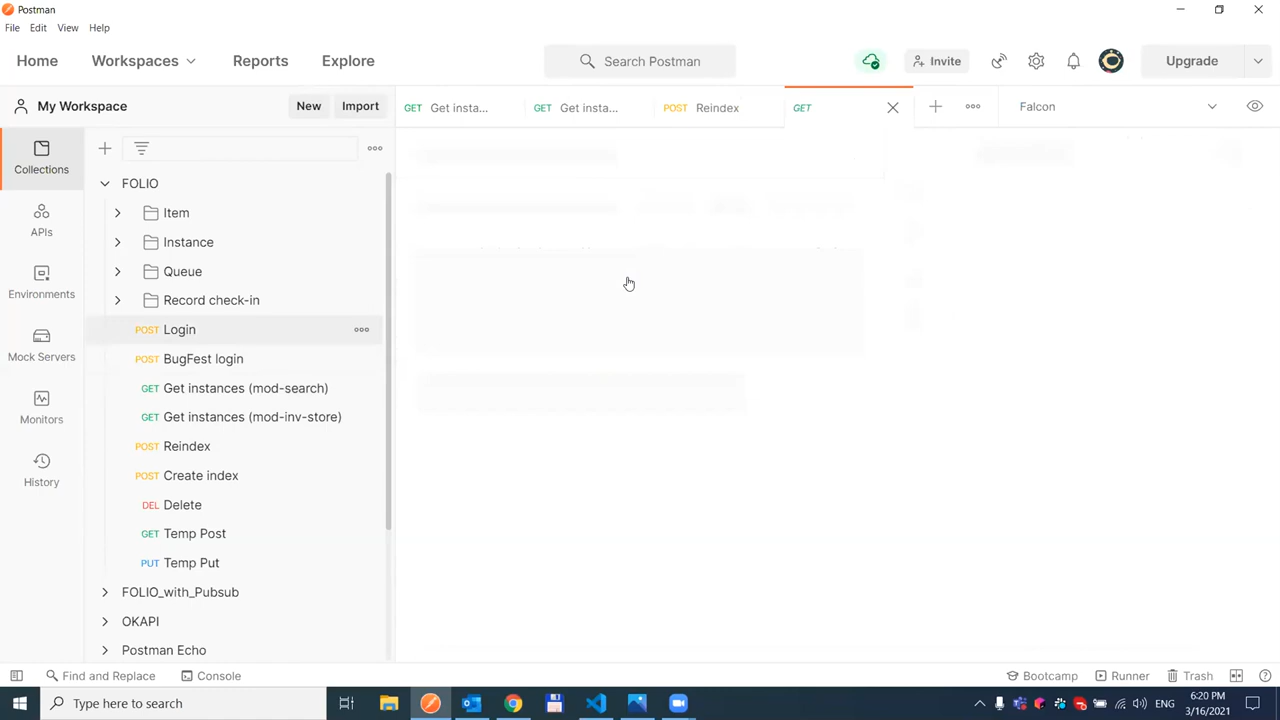 Postman
File Edit View Help
Home Workspaces Reports Explore Search Postman Invite Upgrade
My Workspace New Import GET Get insta... GET Get insta... POST Reindex GET Falcon
Collections
APIs
Environments
Mock Servers
Monitors
History
FOLIO
Item
Instance
Queue
Record check-in
POST Login
POST BugFest login
GET Get instances (mod-search)
GET Get instances (mod-inv-store)
POST Reindex
POST Create index
DEL Delete
GET Temp Post
PUT Temp Put
FOLIO_with_Pubsub
OKAPI
Postman Echo
Find and Replace Console Bootcamp Runner Trash
Type here to search ENG 6:20 PM
3/16/2021